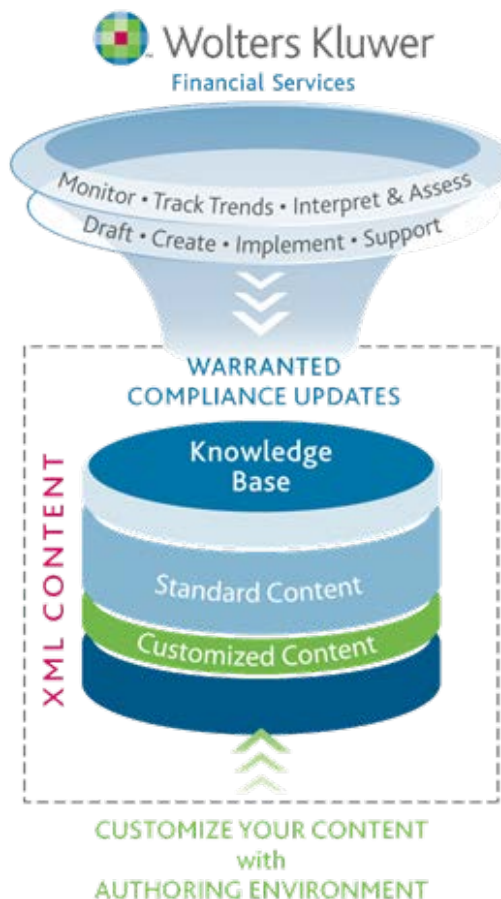 Wolters Kluwer
Financial Services
Monitor • Track Trends • Interpret & Assess
Draft • Create • Implement • Support
WARRANTED
COMPLIANCE UPDATES
Knowledge
Base
XML CONTENT
Standard Content
Customized Content
CUSTOMIZE YOUR CONTENT
with
AUTHORING ENVIRONMENT